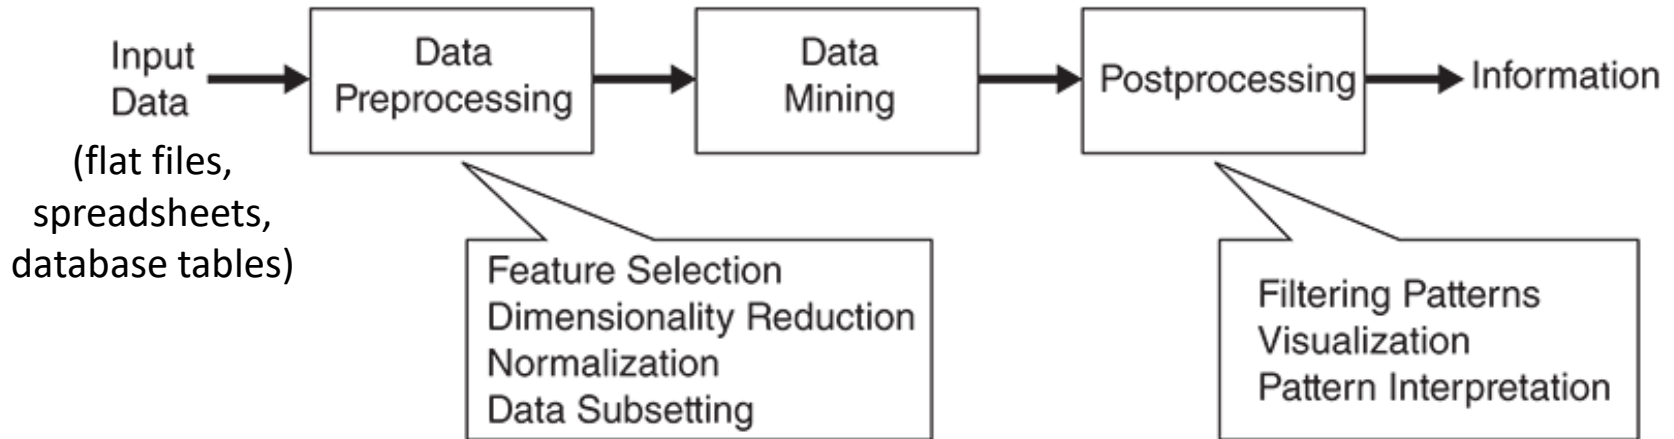 Input
Data
(flat files,
spreadsheets,
database tables)
Data
Preprocessing
Data
Mining
Postprocessing
Information
Feature Selection
Dimensionality Reduction
Normalization
Data Subsetting
Filtering Patterns
Visualization
Pattern Interpretation